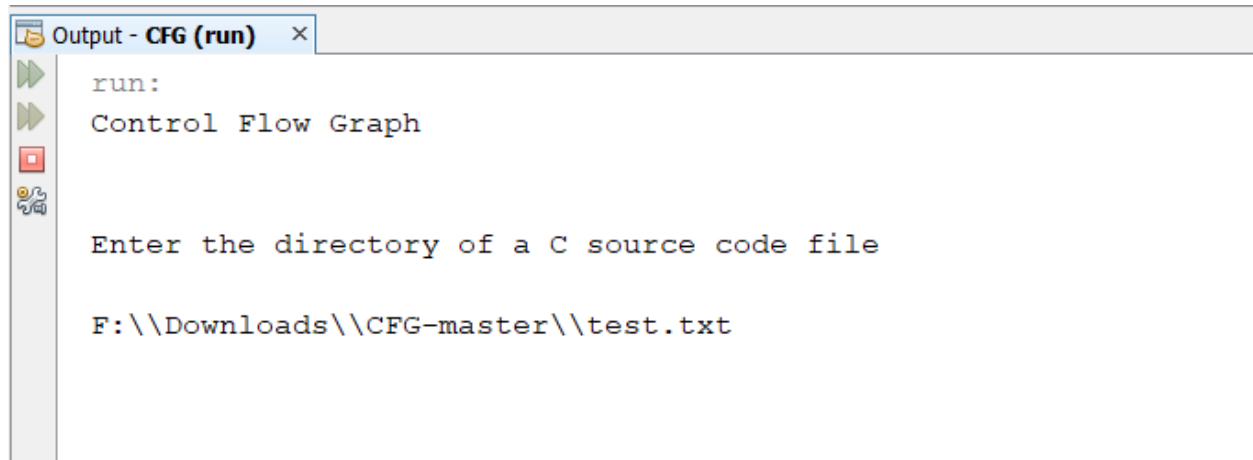 Output - CFG (run)
run:
Control Flow Graph
Enter the directory of a C source code file
F:\\Downloads\\CFG-master\\test.txt